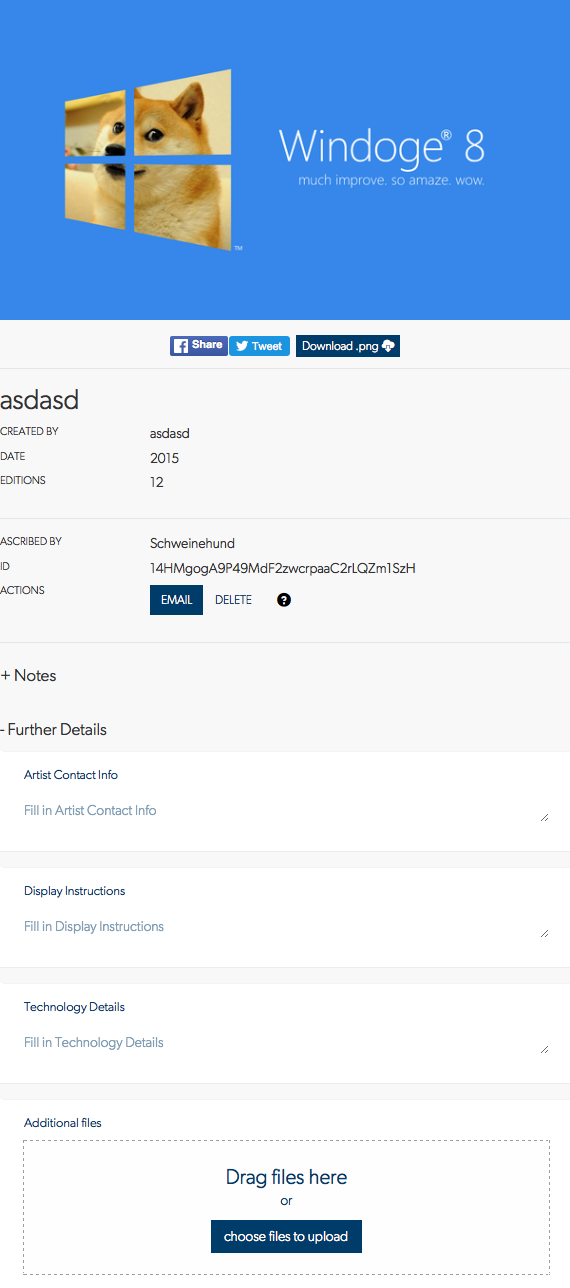 Windoge® 8
much improve. so amaze. wow.
™
Share
Tweet
Download .png
asdasd
CREATED BY asdasd
DATE 2015
EDITIONS 12
ASCRIBED BY Schweinehund
ID 14HMgogA9P49MdF2zwcrpaaC2rLQZm1SzH
ACTIONS EMAIL DELETE ?
+ Notes
- Further Details
Artist Contact Info
Fill in Artist Contact Info
Display Instructions
Fill in Display Instructions
Technology Details
Fill in Technology Details
Additional files
Drag files here
or
choose files to upload